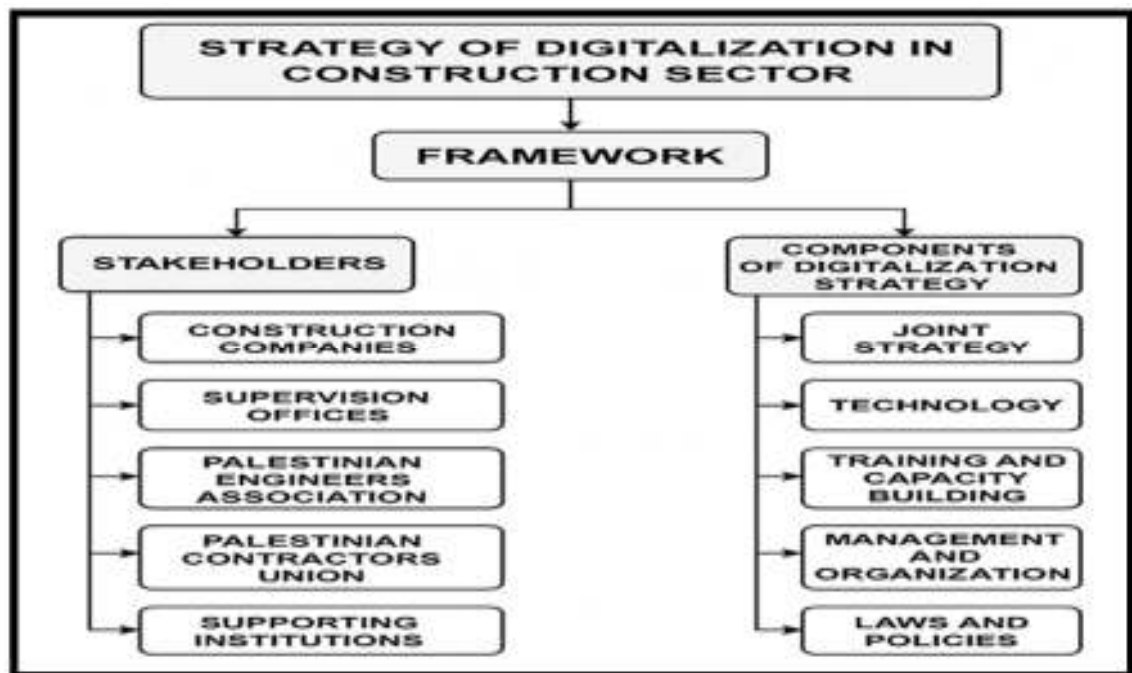 STRATEGY OF DIGITALIZATION IN
CONSTRUCTION SECTOR
FRAMEWORK
STAKEHOLDERS
CONSTRUCTION
COMPANIES
SUPERVISION
OFFICES
PALESTINIAN
ENGINEERS
ASSOCIATION
PALESTINIAN
CONTRACTORS
UNION
SUPPORTING
INSTITUTIONS
COMPONENTS
OF DIGITALIZATION
STRATEGY
JOINT
STRATEGY
TECHNOLOGY
TRAINING AND
CAPACITY
BUILDING
MANAGEMENT
AND
ORGANIZATION
LAWS AND
POLICIES